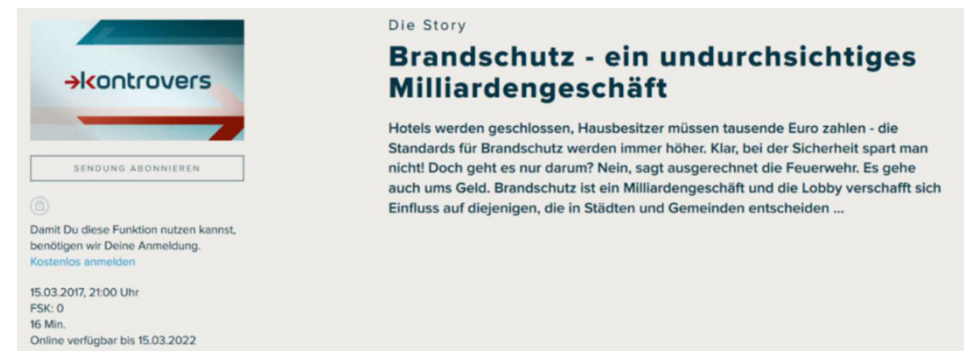 kontrovers
SENDUNG ABONNIEREN
Damit Du diese Funktion nutzen kannst,
benötigen wir Deine Anmeldung.
Kostenlos anmelden
15.03.2017, 21:00 Uhr
FSK: 0
16 Min.
Online verfügbar bis 15.03.2022
Die Story
Brandschutz - ein undurchsichtiges
Milliardengeschäft
Hotels werden geschlossen, Hausbesitzer müssen tausende Euro zahlen - die
Standards für Brandschutz werden immer höher. Klar, bei der Sicherheit spart man
nicht! Doch geht es nur darum? Nein, sagt ausgerechnet die Feuerwehr. Es gehe
auch ums Geld. Brandschutz ist ein Milliardengeschäft und die Lobby verschafft sich
Einfluss auf diejenigen, die in Städten und Gemeinden entscheiden ...